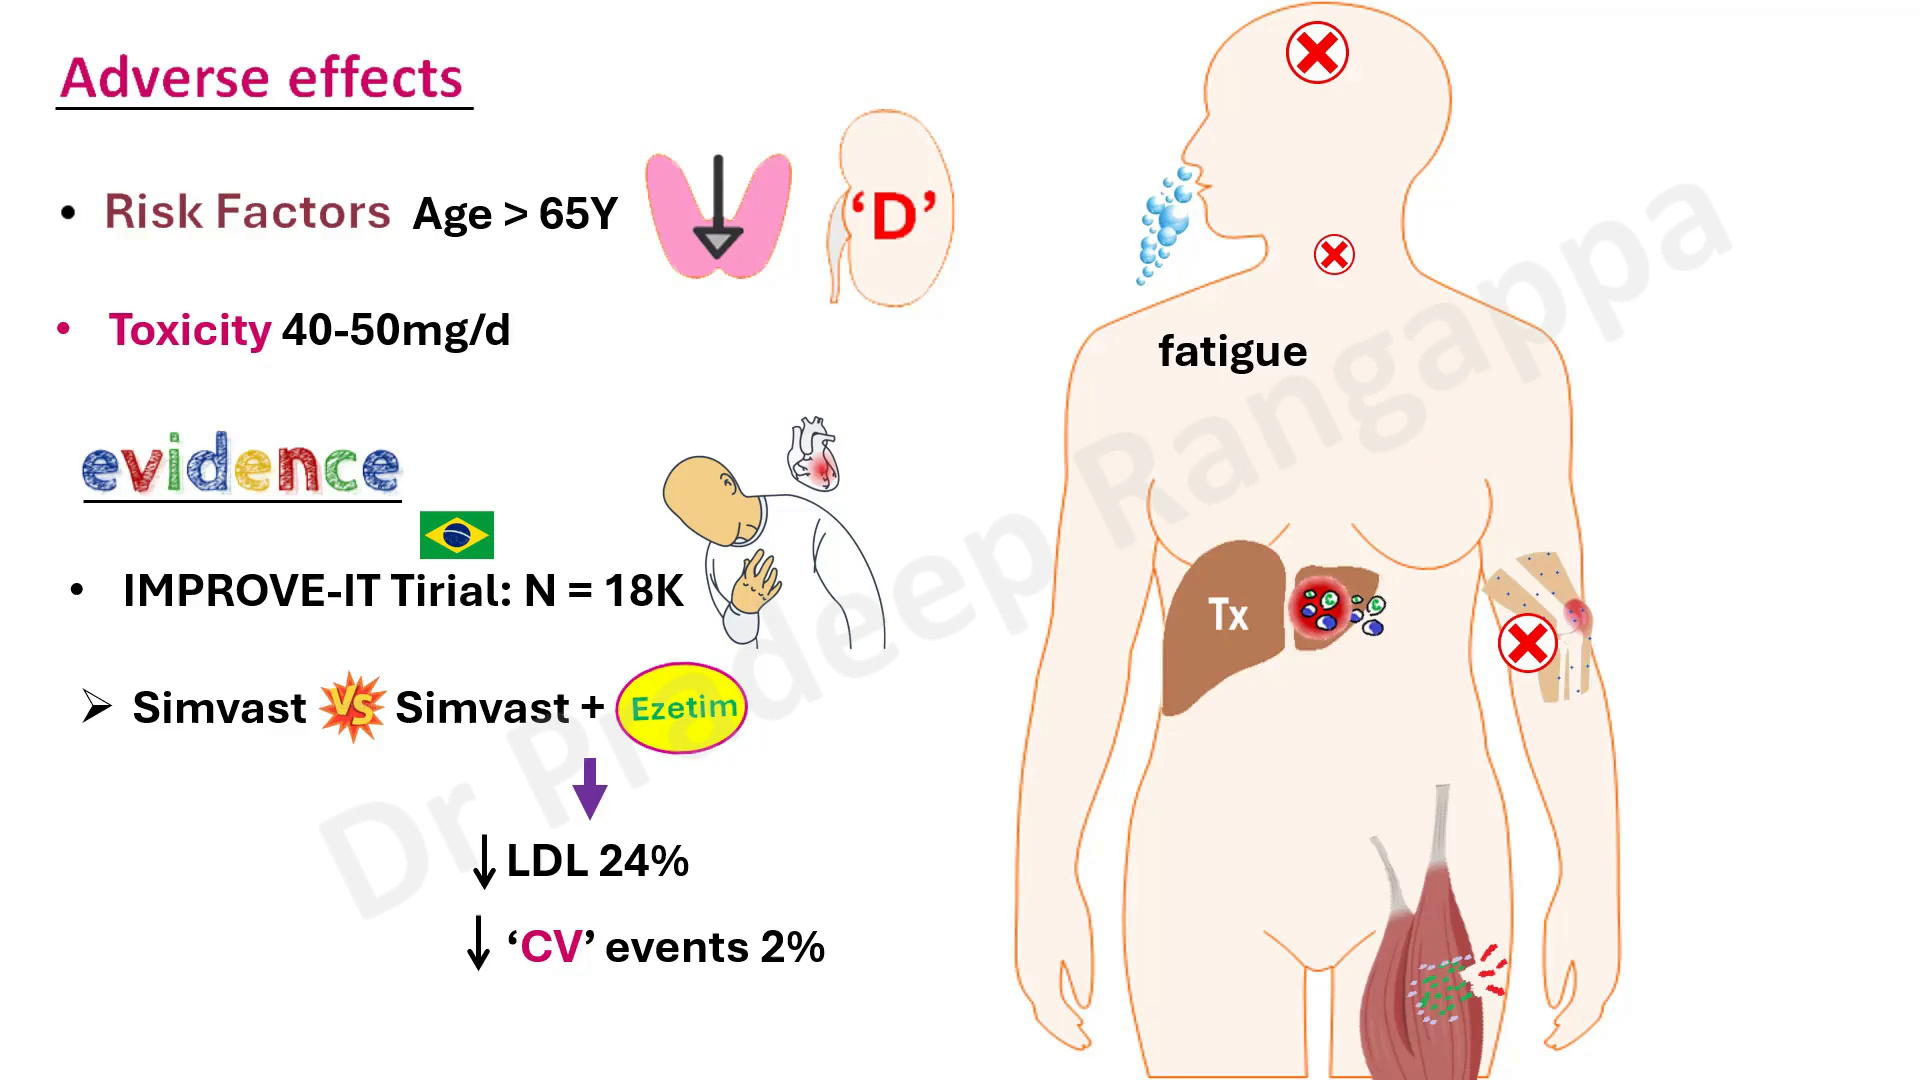 Adverse effects
• Risk Factors Age > 65Y
‘D’
• Toxicity 40-50mg/d
fatigue
evidence
• IMPROVE-IT Tirial: N = 18K
Tx
➢ Simvast VS Simvast + Ezetim
↓ LDL 24%
↓ ‘CV’ events 2%
Dr Pradeep Rangappa